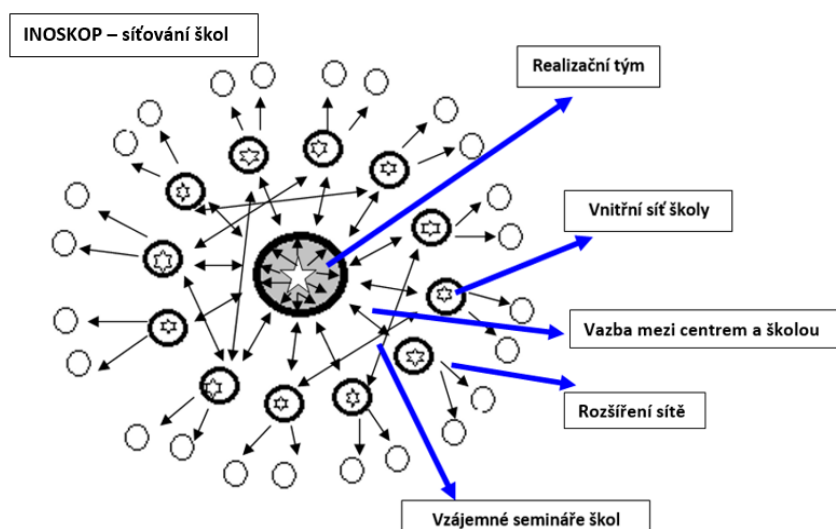 INOSKOP – síťování škol
Realizační tým
Vnitřní síť školy
Vazba mezi centrem a školou
Rozšíření sítě
Vzájemné semináře škol